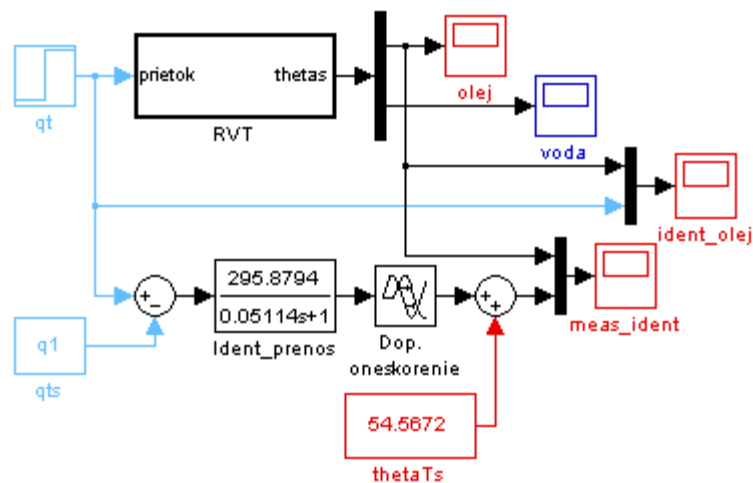 olej
prietok
thetas
qt
RVT
voda
ident_olej
+
−
295.8794
0.05114s+1
+
+
meas_ident
Ident_prenos
Dop.
oneskorenie
q1
qts
54.5672
thetaTs